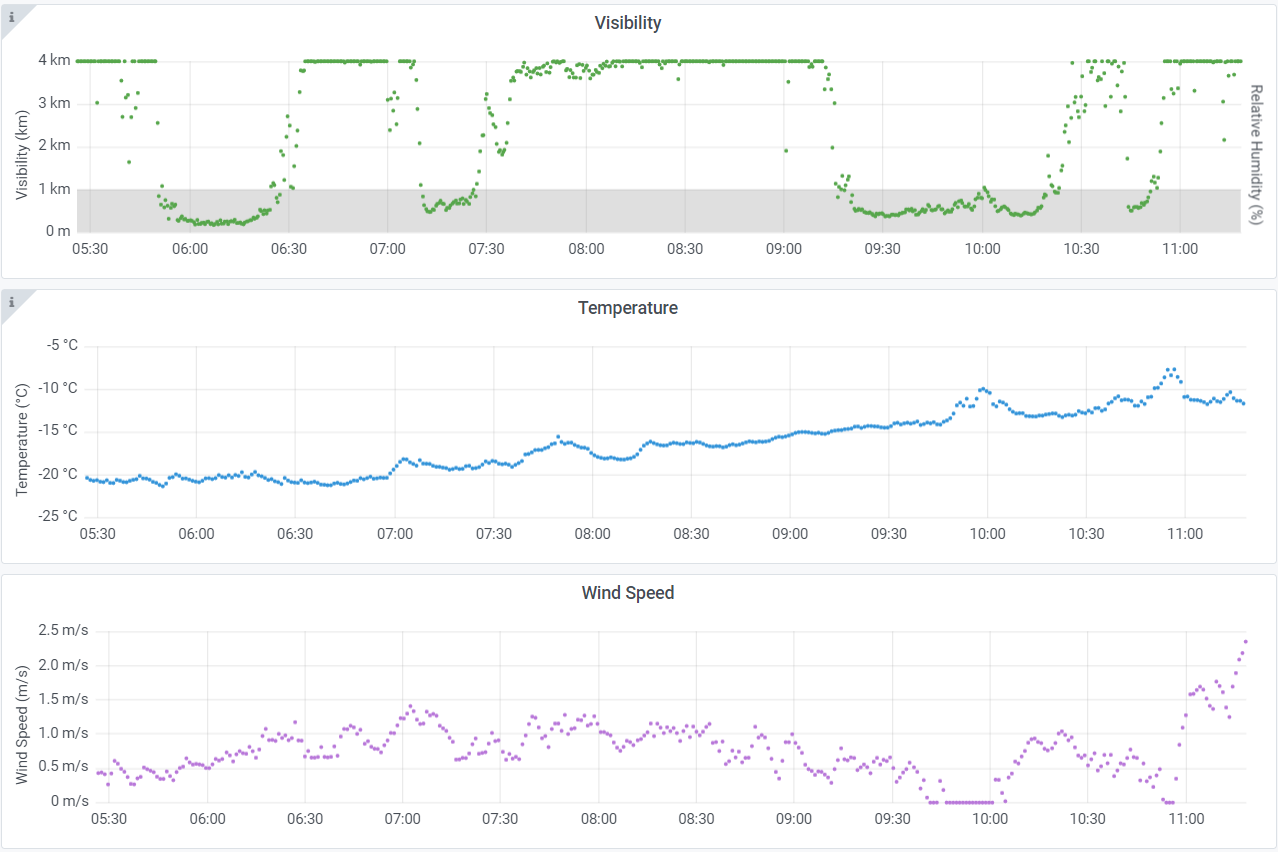 i
Visibility
Visibility (km)
4 km
3 km
2 km
1 km
0 m
05:30 06:00 06:30 07:00 07:30 08:00 08:30 09:00 09:30 10:00 10:30 11:00
Relative Humidity (%)
i
Temperature
Temperature (°C)
-5 °C
-10 °C
-15 °C
-20 °C
-25 °C
05:30 06:00 06:30 07:00 07:30 08:00 08:30 09:00 09:30 10:00 10:30 11:00
Wind Speed
Wind Speed (m/s)
2.5 m/s
2.0 m/s
1.5 m/s
1.0 m/s
0.5 m/s
0 m/s
05:30 06:00 06:30 07:00 07:30 08:00 08:30 09:00 09:30 10:00 10:30 11:00